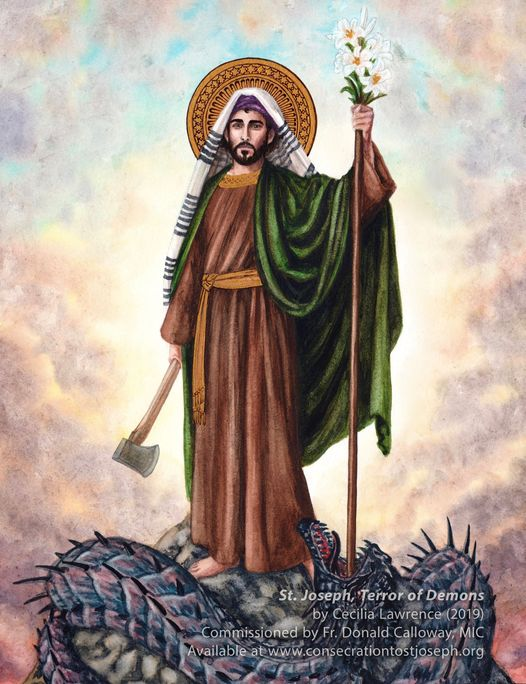 St. Joseph, Terror of Demons
by Cecilia Lawrence (2019)
Commissioned by Fr. Donald Calloway, MIC
Available at www.consecrationtostjoseph.org